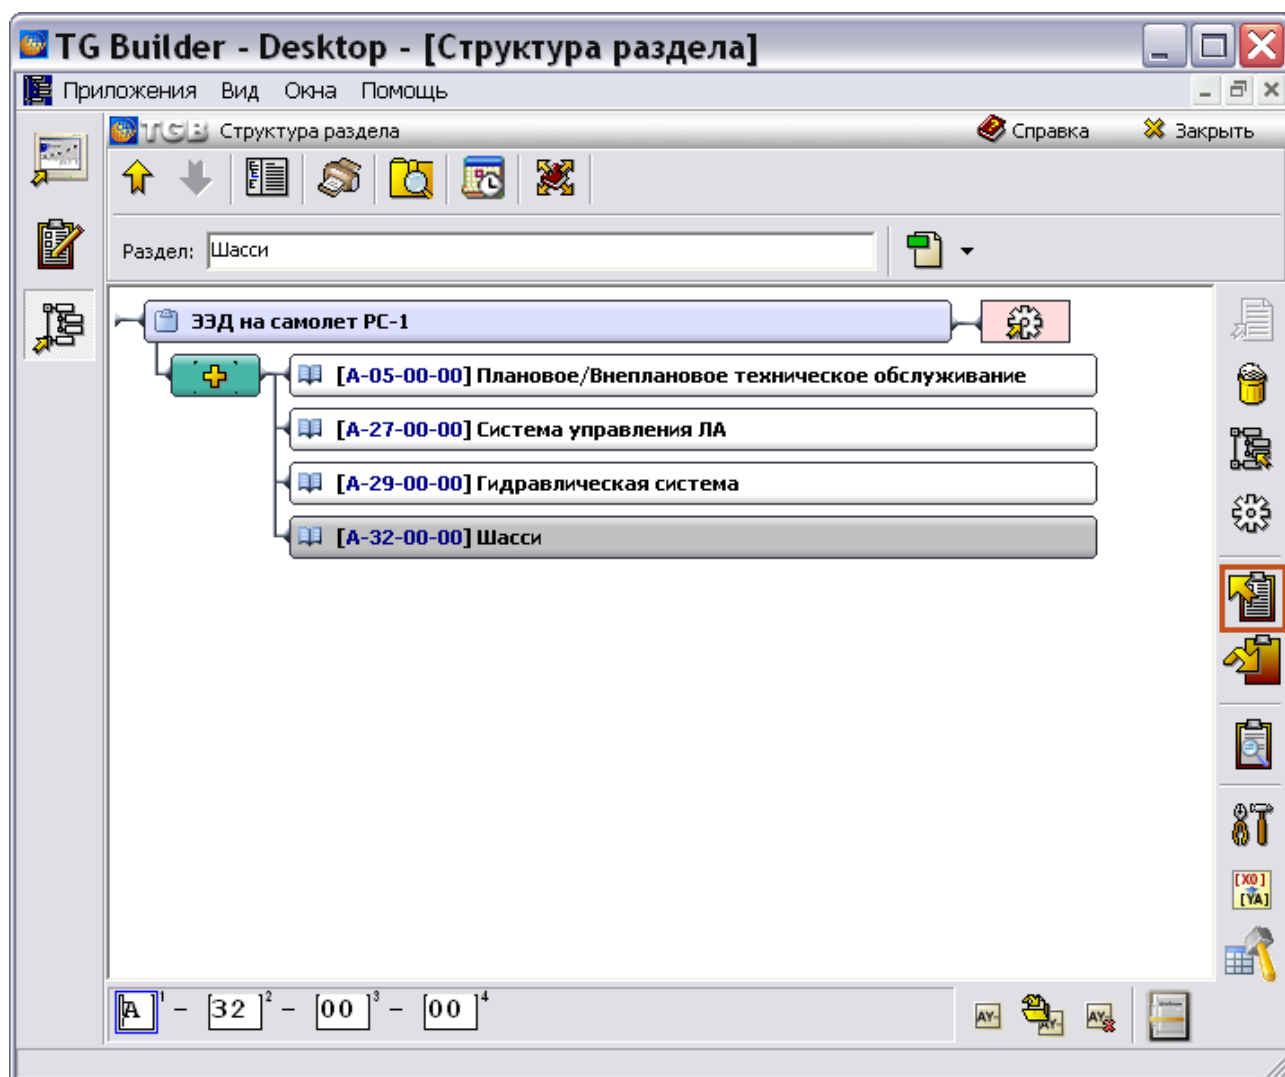 TG Builder - Desktop - [Структура раздела]
Приложения Вид Окна Помощь
TGB Структура раздела Справка Закрыть
Раздел: Шасси
ЭЭД на самолет РС-1
[A-05-00-00] Плановое/Внеплановое техническое обслуживание
[A-27-00-00] Система управления ЛА
[A-29-00-00] Гидравлическая система
[A-32-00-00] Шасси
[X0]
[YA]
[A]1 - [32]2 - [00]3 - [00]4
AY- AY- AY-